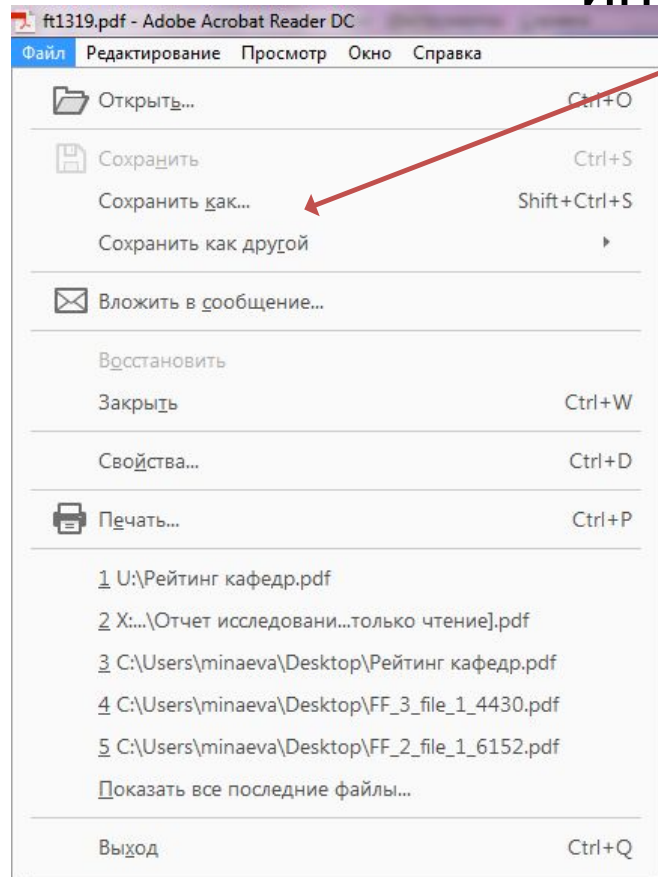 ft1319.pdf - Adobe Acrobat Reader DC
Файл Редактирование Просмотр Окно Справка
Открыть... Ctrl+O
Сохранить Ctrl+S
Сохранить как... Shift+Ctrl+S
Сохранить как другой
Вложить в сообщение...
Восстановить
Закрыть Ctrl+W
Свойства... Ctrl+D
Печать... Ctrl+P
1 U:\Рейтинг кафедр.pdf
2 X:...\Отчет исследовани...только чтение].pdf
3 C:\Users\minaeva\Desktop\Рейтинг кафедр.pdf
4 C:\Users\minaeva\Desktop\FF_3_file_1_4430.pdf
5 C:\Users\minaeva\Desktop\FF_2_file_1_6152.pdf
Показать все последние файлы...
Выход Ctrl+Q